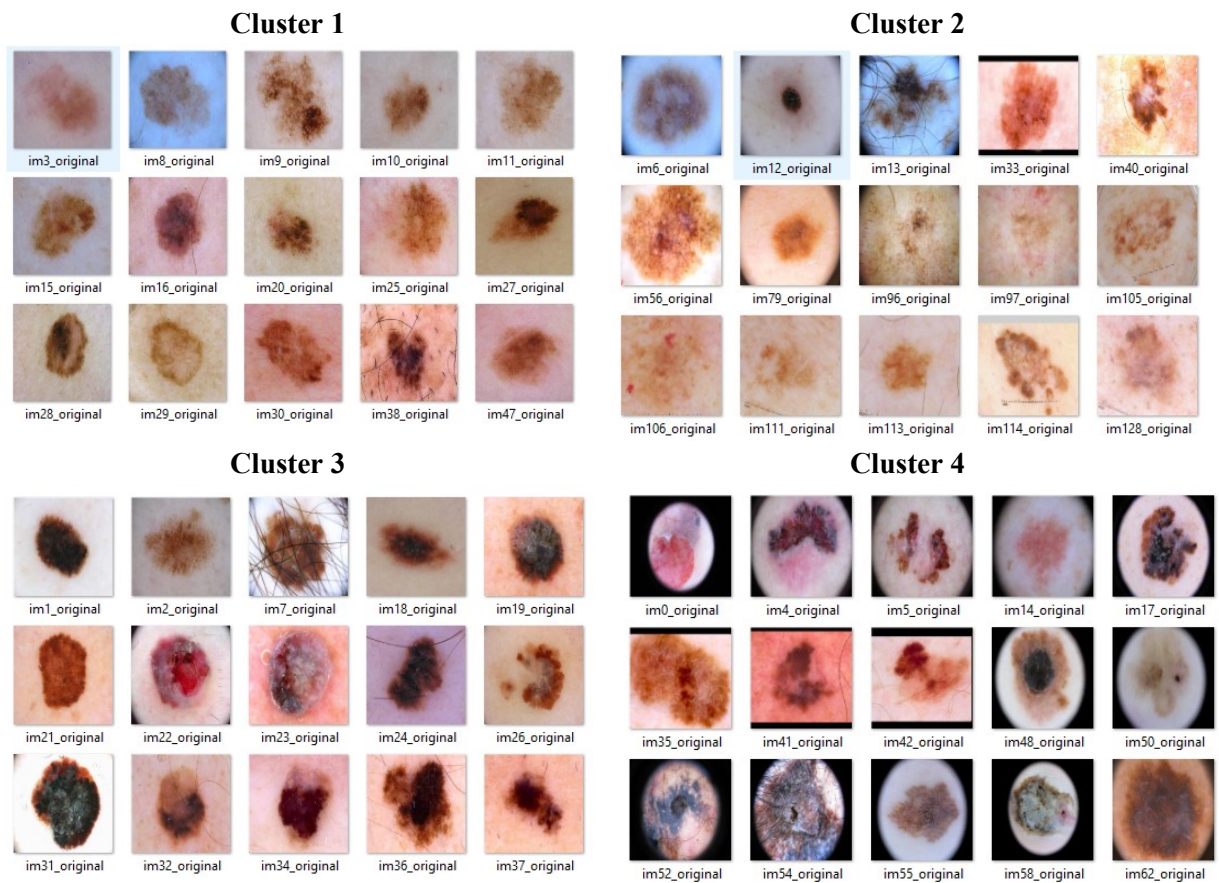 Cluster 1
im3_original im8_original im9_original im10_original im11_original
im15_original im16_original im20_original im25_original im27_original
im28_original im29_original im30_original im38_original im47_original
Cluster 2
im6_original im12_original im13_original im33_original im40_original
im56_original im79_original im96_original im97_original im105_original
im106_original im111_original im113_original im114_original im128_original
Cluster 3
im1_original im2_original im7_original im18_original im19_original
im21_original im22_original im23_original im24_original im26_original
im31_original im32_original im34_original im36_original im37_original
Cluster 4
im0_original im4_original im5_original im14_original im17_original
im35_original im41_original im42_original im48_original im50_original
im52_original im54_original im55_original im58_original im62_original